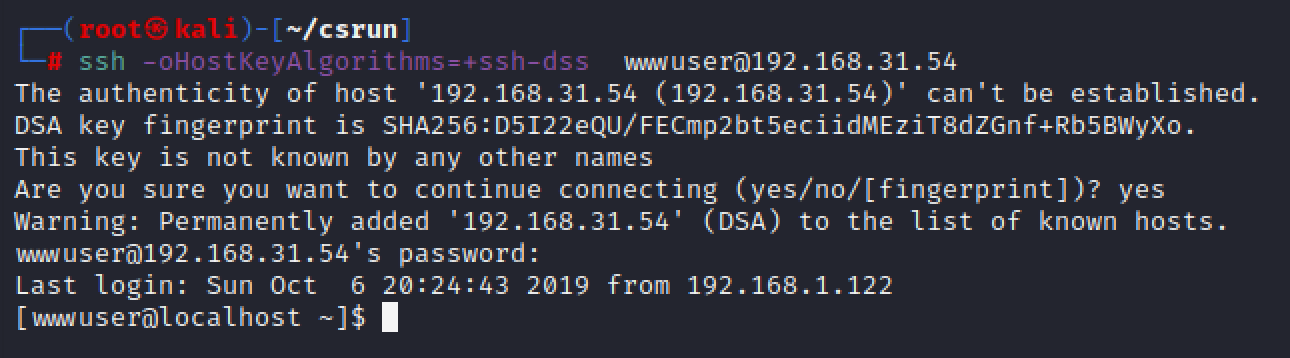 ┌──(root㉿kali)-[~/csrun]
└─# ssh -oHostKeyAlgorithms=+ssh-dss  wwwuser@192.168.31.54
The authenticity of host '192.168.31.54 (192.168.31.54)' can't be established.
DSA key fingerprint is SHA256:D5I22eQU/FECmp2bt5eciidMEziT8dZGnf+Rb5BWyXo.
This key is not known by any other names
Are you sure you want to continue connecting (yes/no/[fingerprint])? yes
Warning: Permanently added '192.168.31.54' (DSA) to the list of known hosts.
wwwuser@192.168.31.54's password:
Last login: Sun Oct  6 20:24:43 2019 from 192.168.1.122
[wwwuser@localhost ~]$